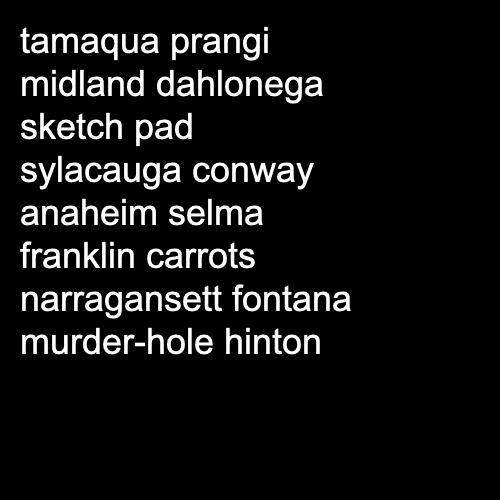 tamaqua prangi
midland dahlonega
sketch pad
sylacauga conway
anaheim selma
franklin carrots
narragansett fontana
murder-hole hinton